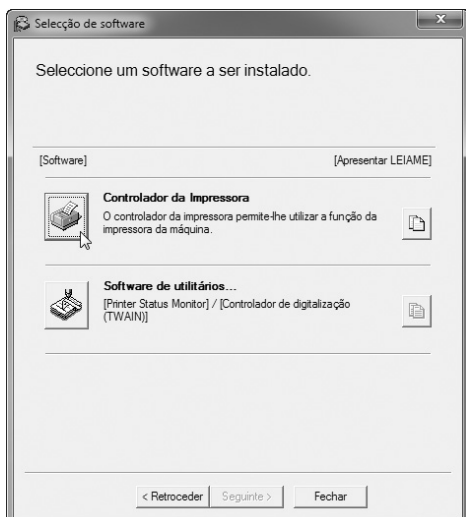 Selecção de software
Seleccione um software a ser instalado.
[Software] [Apresentar LEIAME]
Controlador da Impressora
O controlador da impressora permite-lhe utilizar a função da
impressora da máquina.
Software de utilitários...
[Printer Status Monitor] / [Controlador de digitalização
(TWAIN)]
< Retroceder Seguinte > Fechar